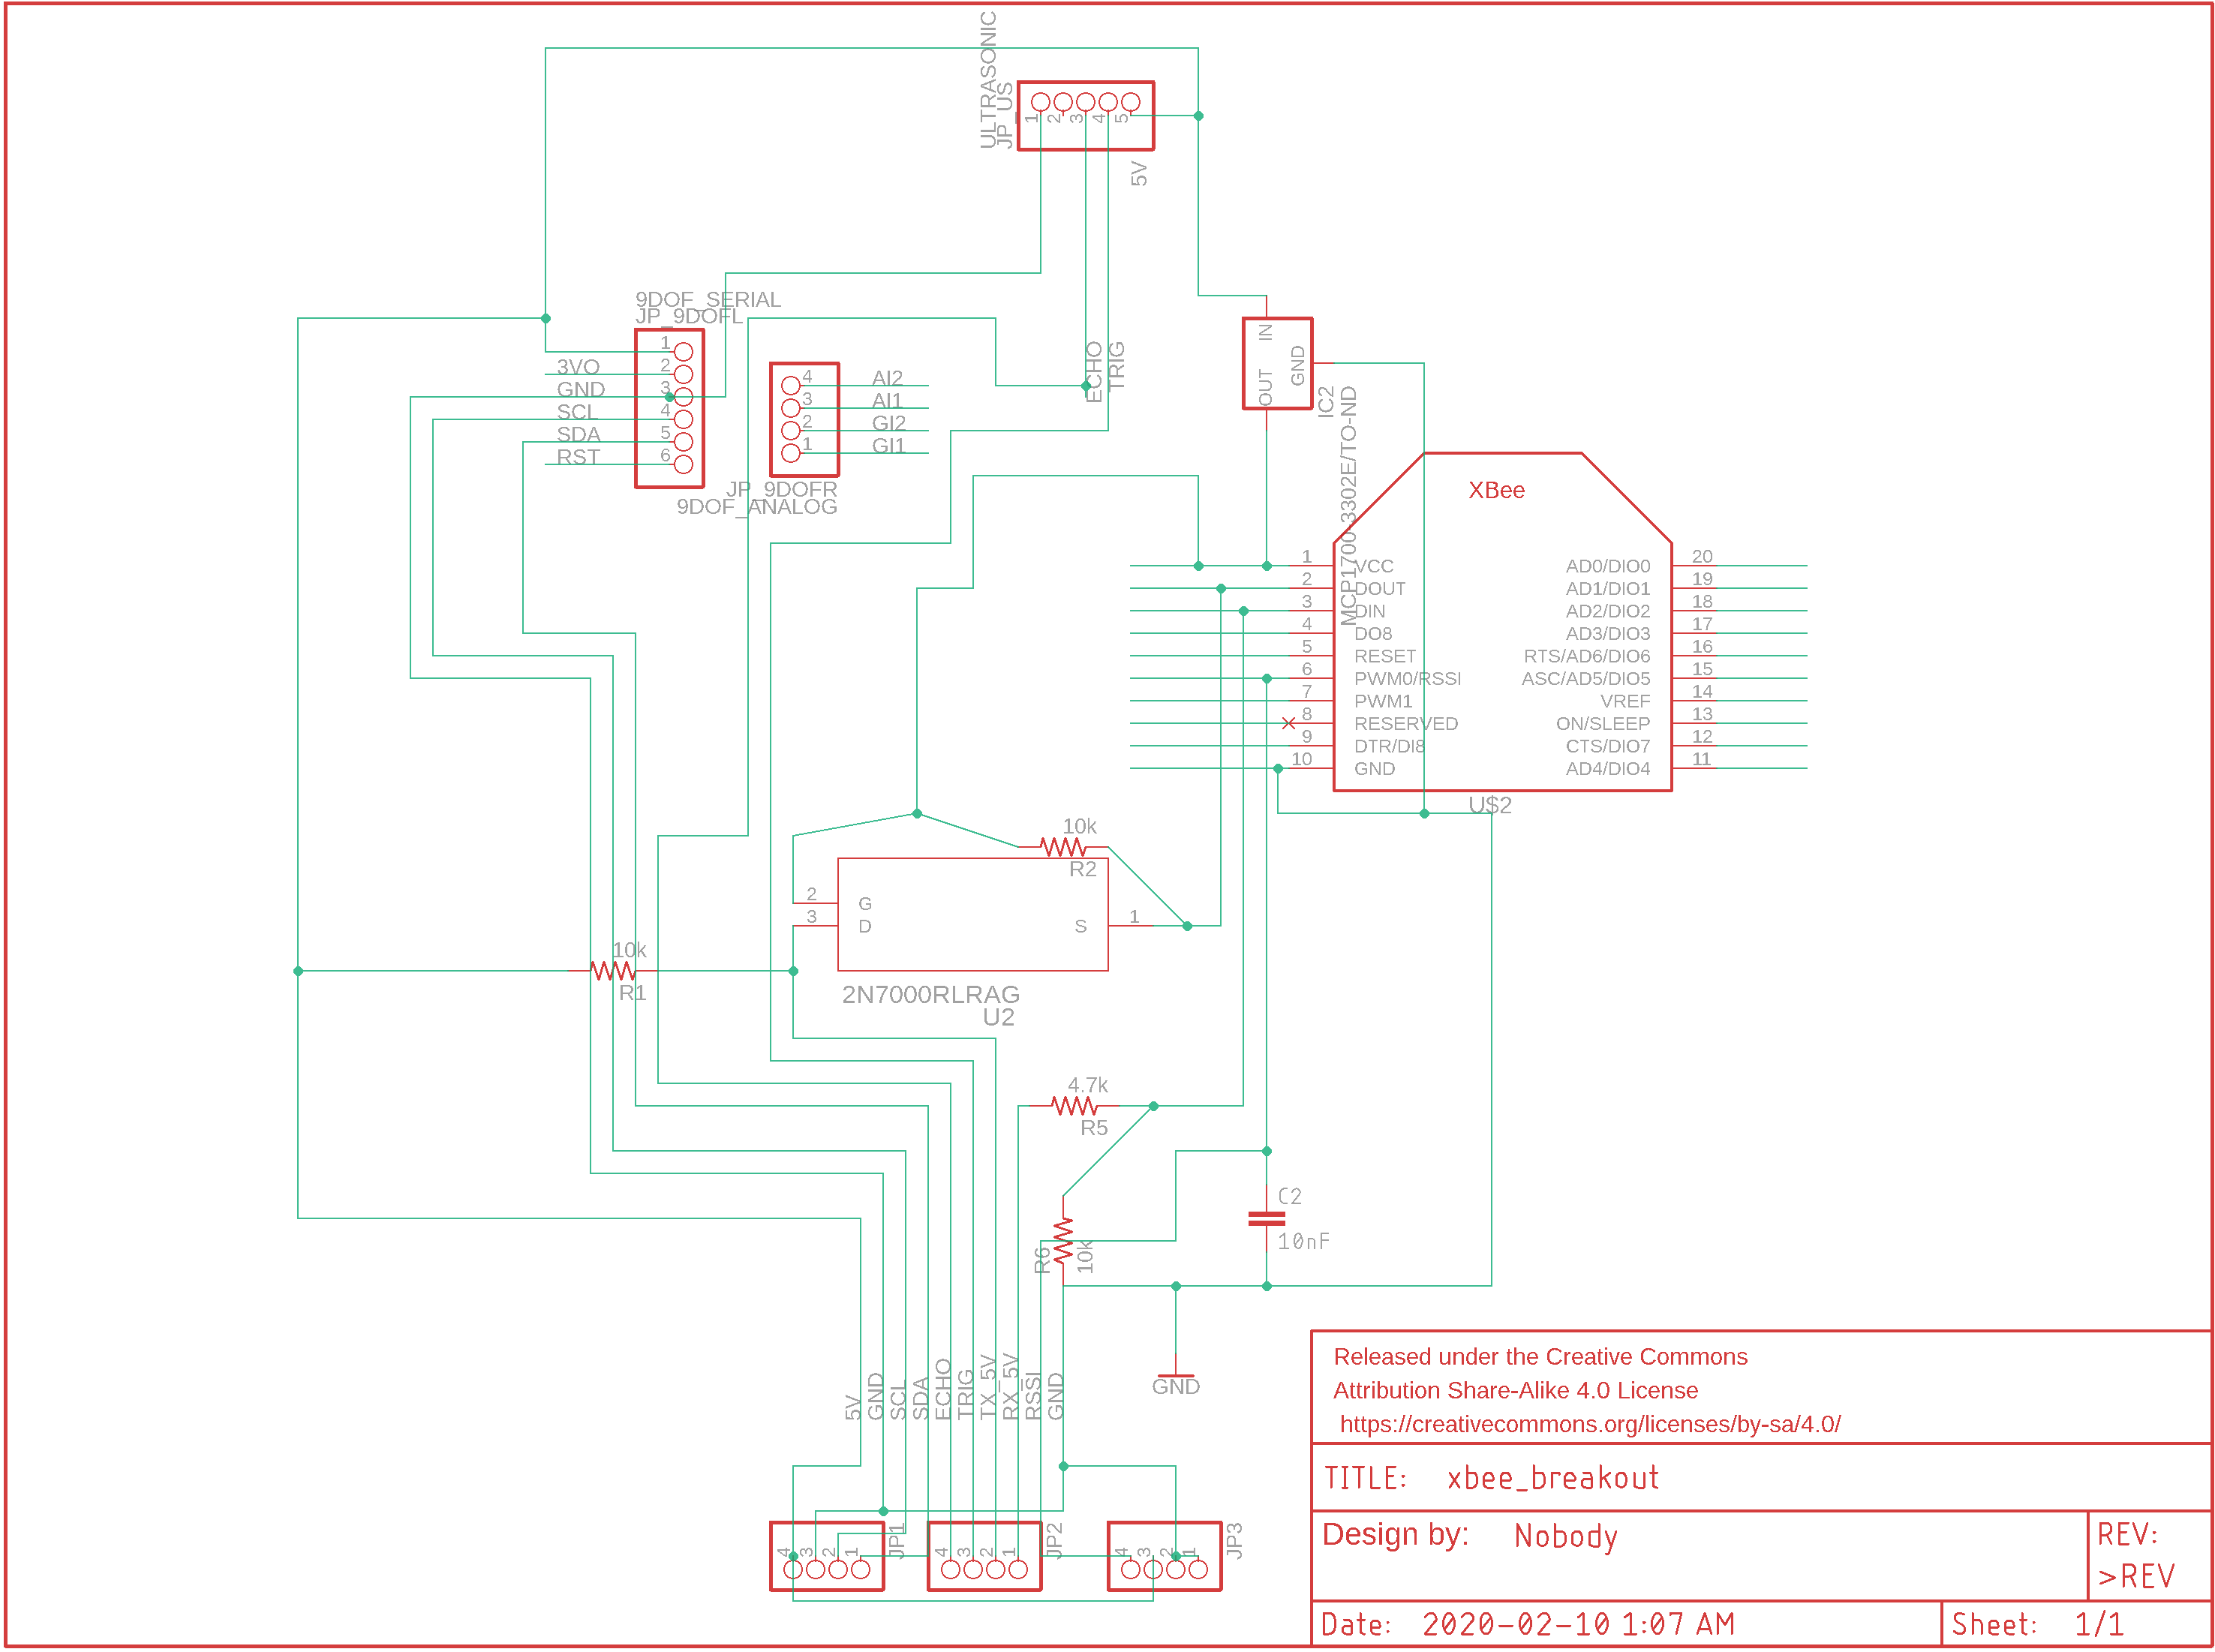 ULTRASONIC
JP_US
1
2
3
4
5
5V
9DOF_SERIAL
JP_9DOFL
1
2
3
4
5
6
3VO
GND
SCL
SDA
RST
4
3
2
1
AI2
AI1
GI2
GI1
JP_9DOFR
9DOF_ANALOG
ECHO
TRIG
IN
GND
OUT
IC2
MCP1700-3302E/TO-ND
XBee
1 VCC
2 DOUT
3 DIN
4 DO8
5 RESET
6 PWM0/RSSI
7 PWM1
8 RESERVED
9 DTR/DI8
10 GND
AD0/DIO0 20
AD1/DIO1 19
AD2/DIO2 18
AD3/DIO3 17
RTS/AD6/DIO6 16
ASC/AD5/DIO5 15
VREF 14
ON/SLEEP 13
CTS/DIO7 12
AD4/DIO4 11
U$2
10k
R2
2 G
3 D
S 1
2N7000RLRAG
U2
10k
R1
4.7k
R5
R6
10k
C2
10nF
GND
5V
GND
SCL
SDA
ECHO
TRIG
TX_5V
RX_5V
RSSI
GND
4
3
2
1
JP1
4
3
2
1
JP2
4
3
2
1
JP3
Released under the Creative Commons
Attribution Share-Alike 4.0 License
https://creativecommons.org/licenses/by-sa/4.0/
TITLE: xbee_breakout
Design by: Nobody
REV:
>REV
Date: 2020-02-10 1:07 AM
Sheet: 1/1